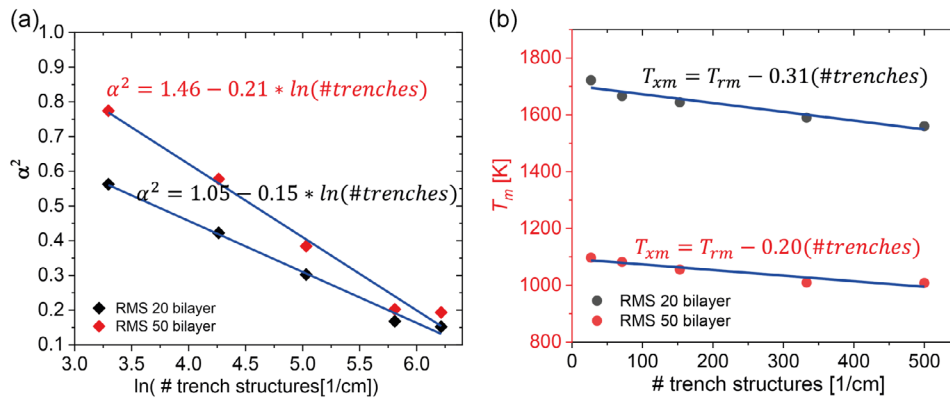 (a)
α² = 1.46 − 0.21 * ln(#trenches)
α² = 1.05 − 0.15 * ln(#trenches)
RMS 20 bilayer
RMS 50 bilayer
α²
1.0
0.9
0.8
0.7
0.6
0.5
0.4
0.3
0.2
0.1
3.0 3.5 4.0 4.5 5.0 5.5 6.0
ln( # trench structures[1/cm])
(b)
T_xm = T_rm − 0.31(#trenches)
T_xm = T_rm − 0.20(#trenches)
RMS 20 bilayer
RMS 50 bilayer
T_m [K]
1800
1600
1400
1200
1000
800
0 100 200 300 400 500
# trench structures [1/cm]